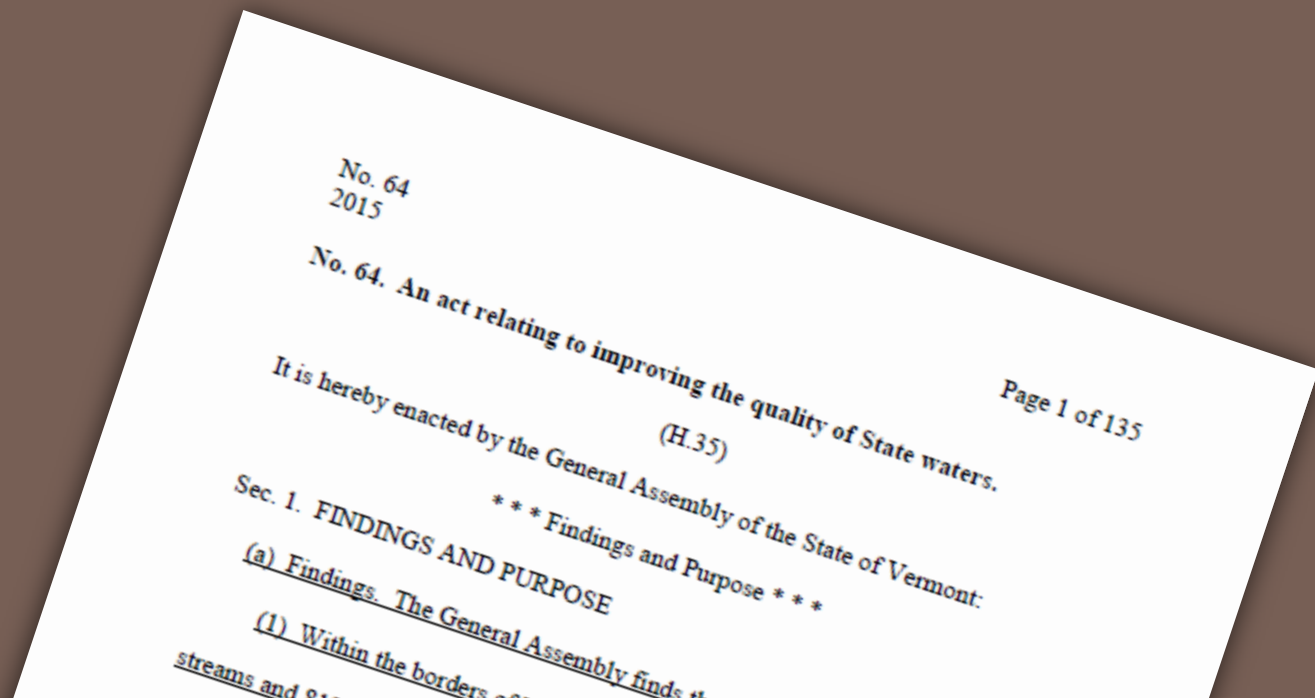 No. 64
2015
Page 1 of 135
No. 64. An act relating to improving the quality of State waters.
(H.35)
It is hereby enacted by the General Assembly of the State of Vermont:
* * * Findings and Purpose * * *
Sec. 1. FINDINGS AND PURPOSE
(a) Findings. The General Assembly finds
(1) Within the borders
streams and